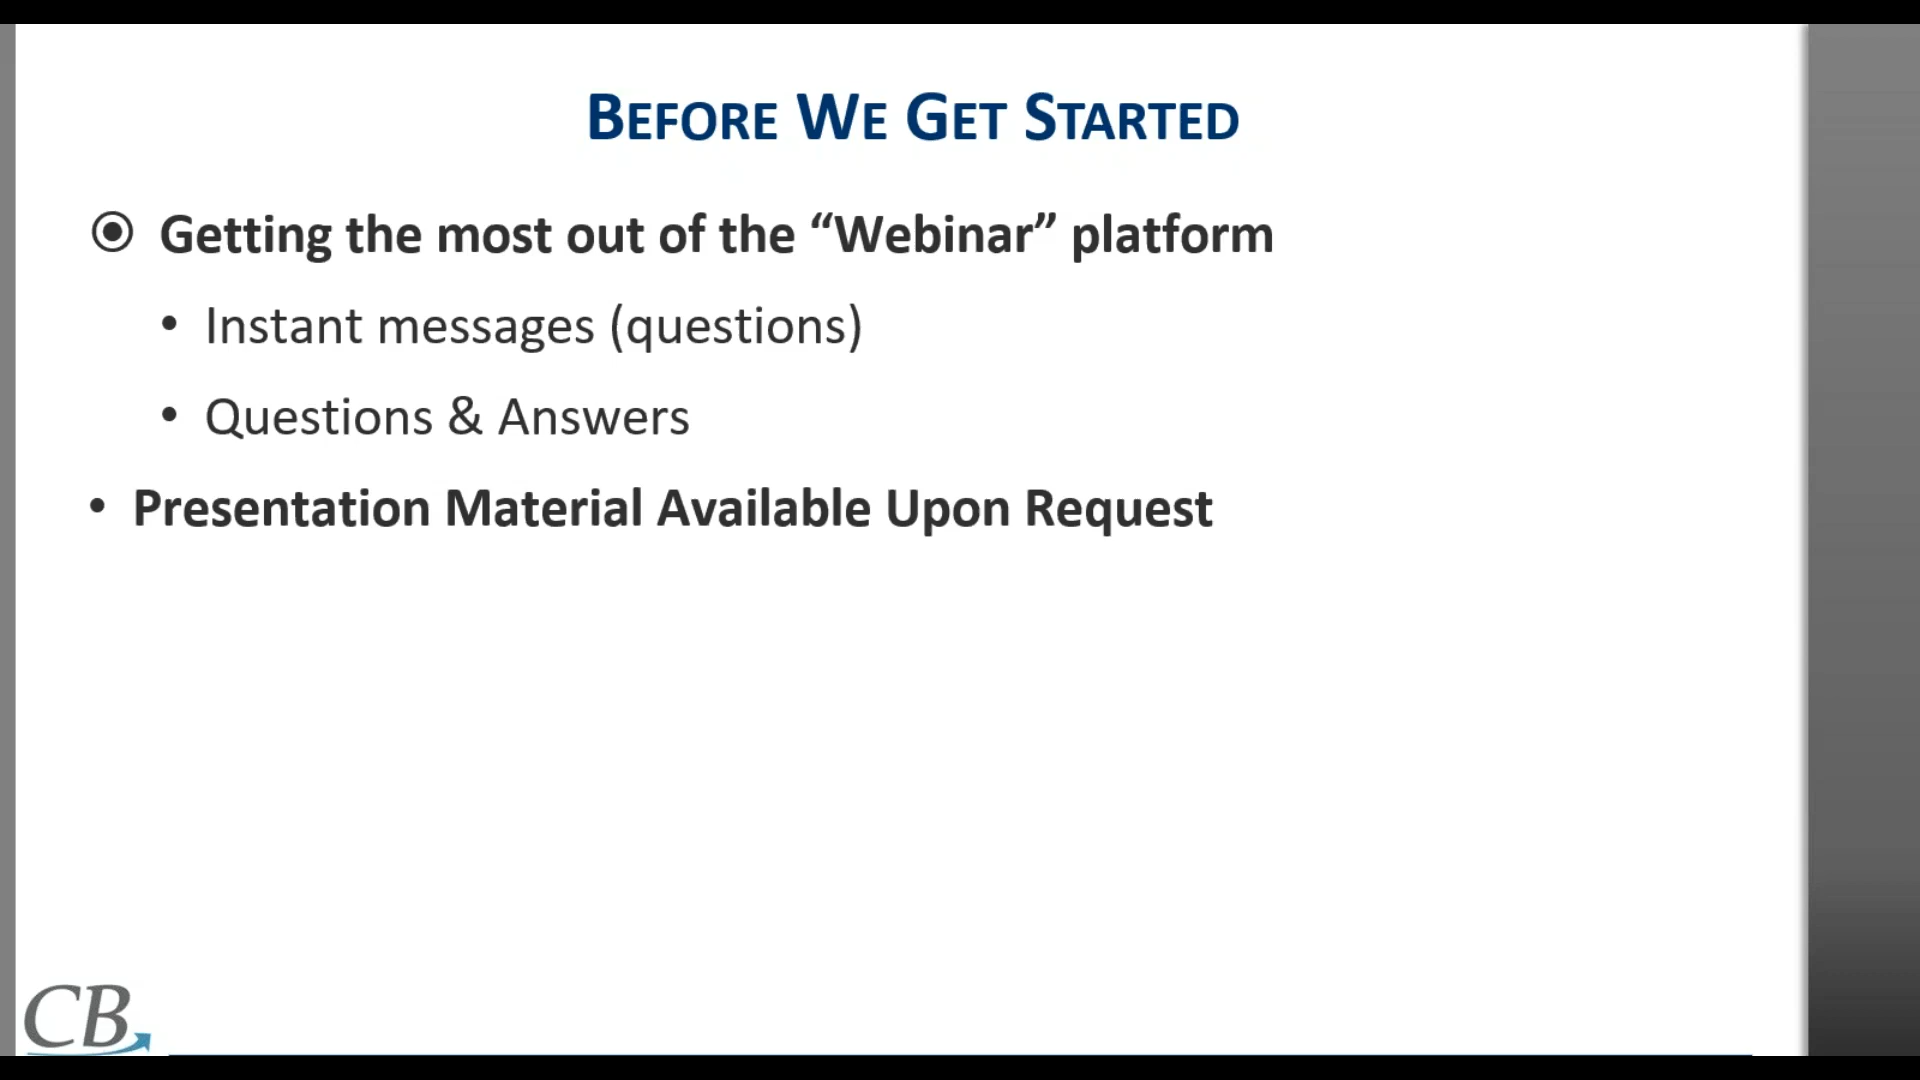 Before We Get Started
Getting the most out of the “Webinar” platform
• Instant messages (questions)
• Questions & Answers
• Presentation Material Available Upon Request
CB